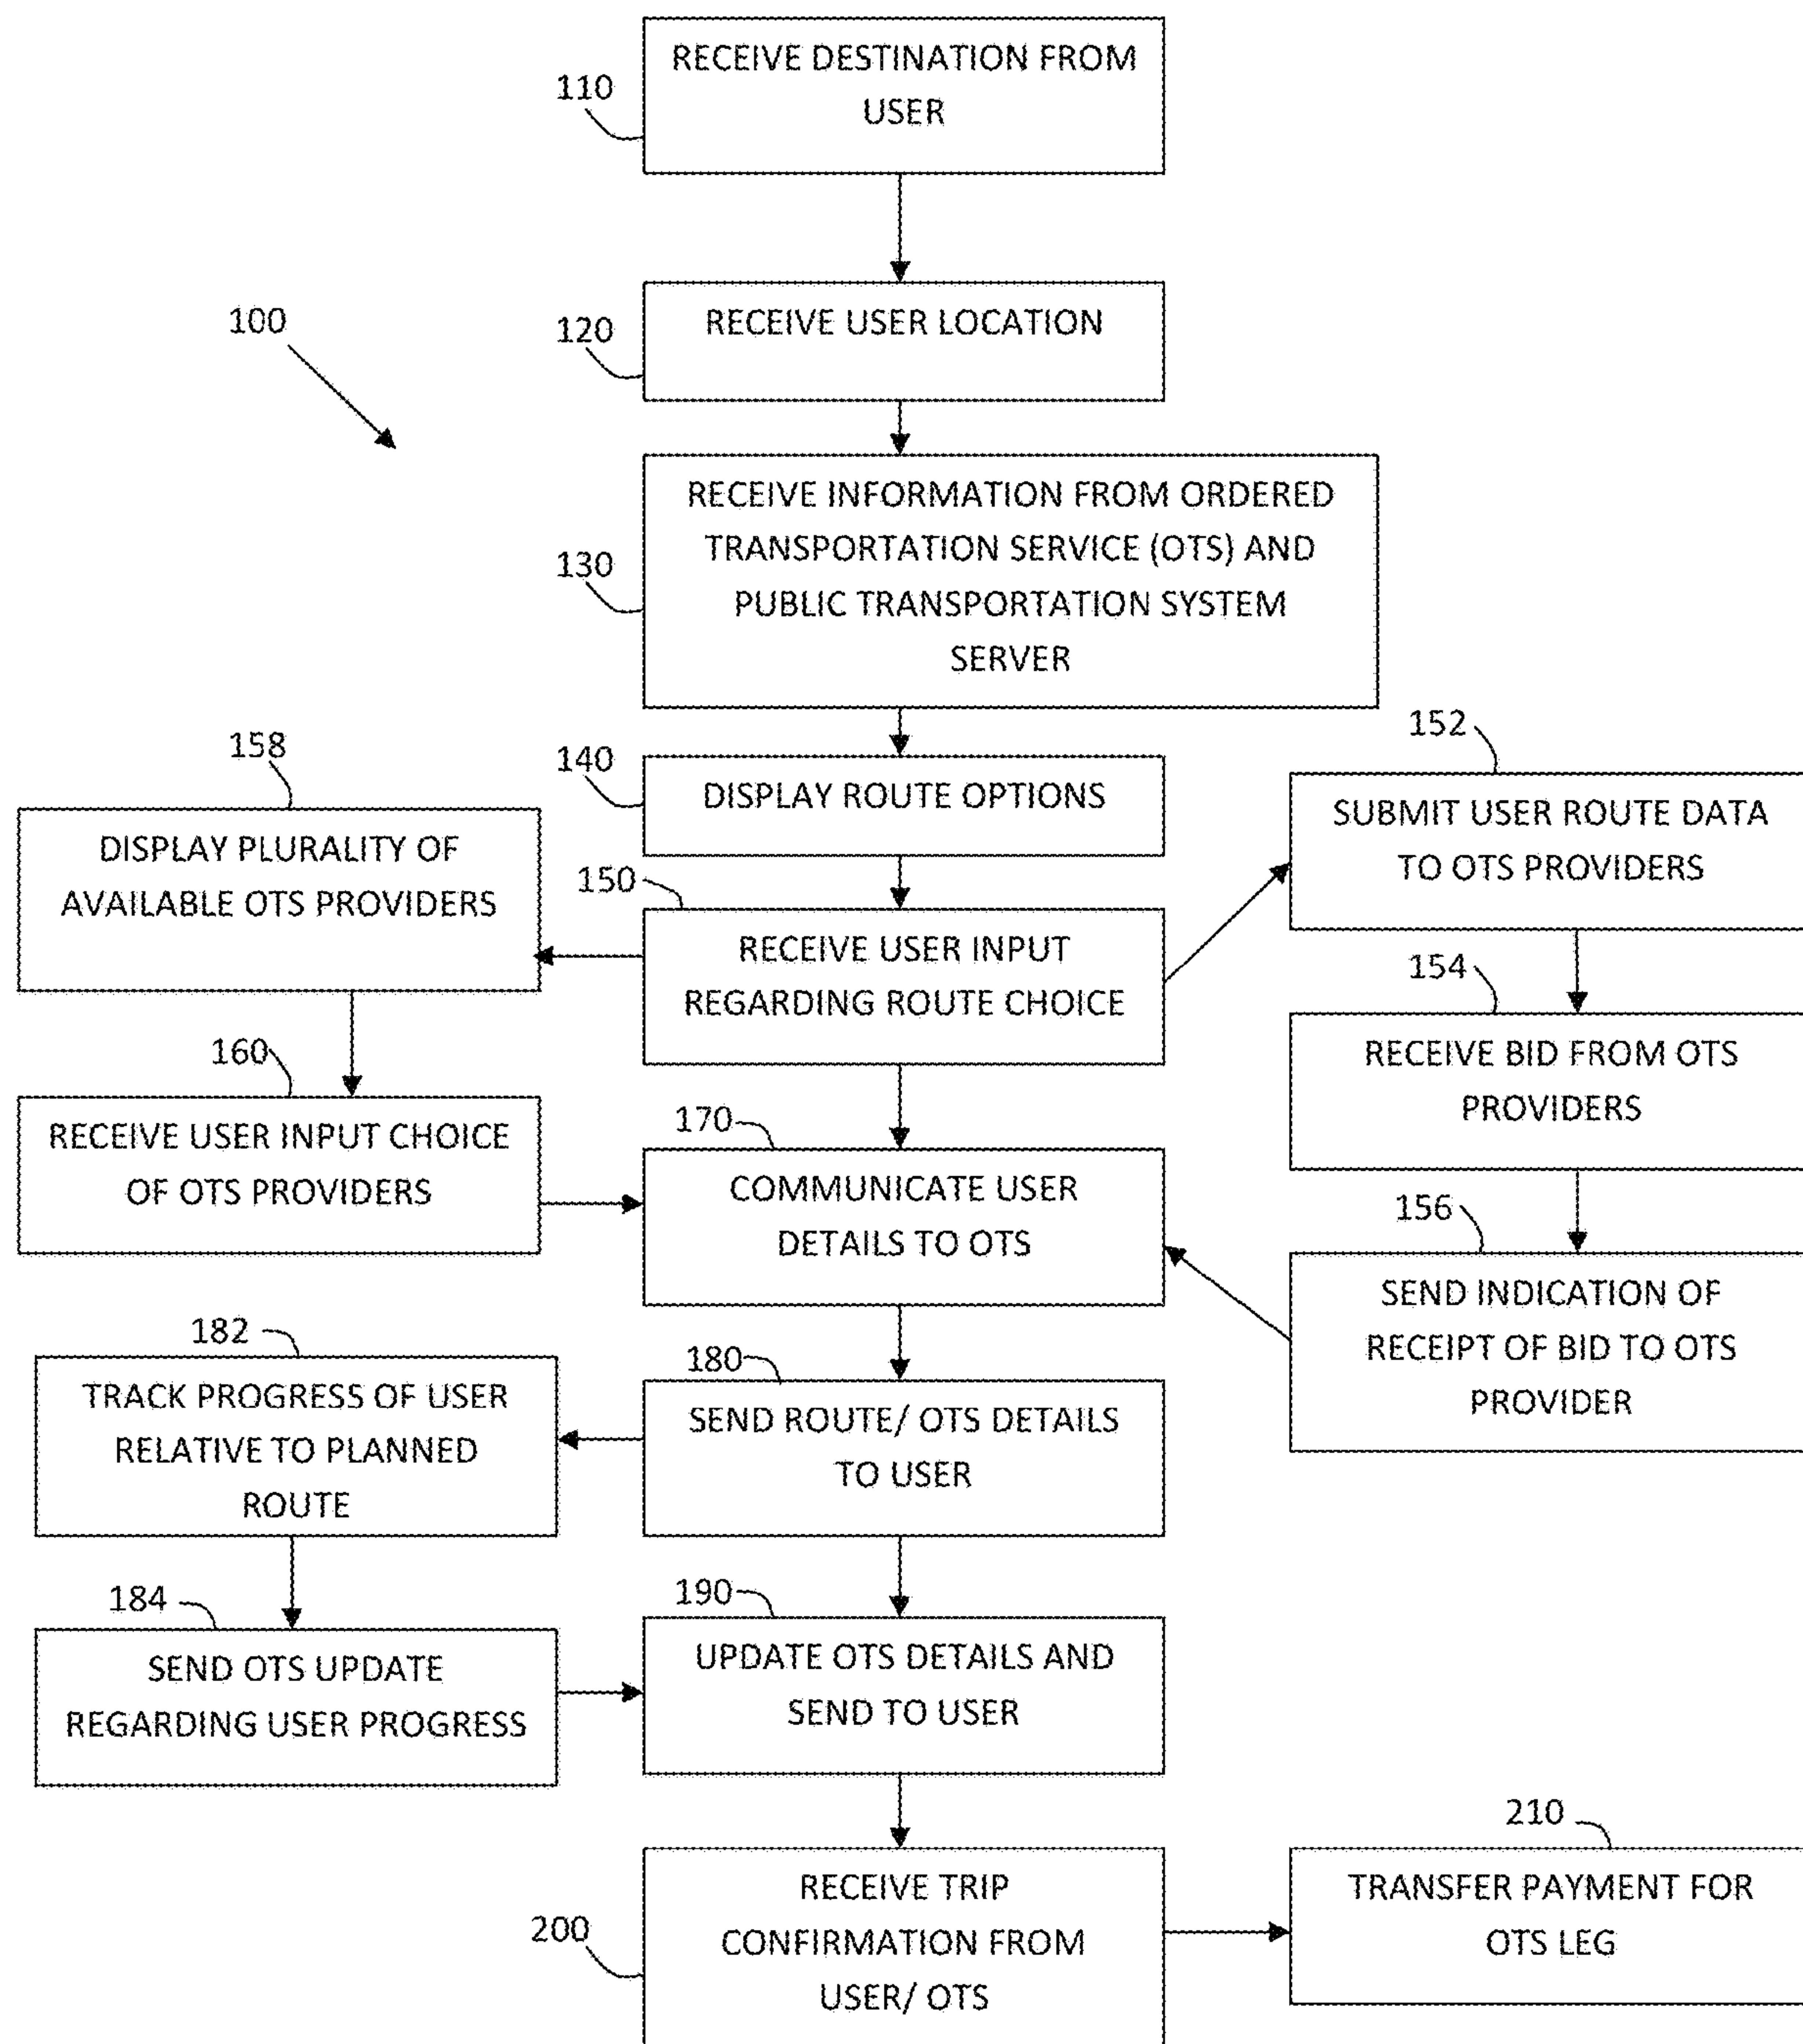 RECEIVE DESTINATION FROM
USER
110
100
RECEIVE USER LOCATION
120
RECEIVE INFORMATION FROM ORDERED
TRANSPORTATION SERVICE (OTS) AND
PUBLIC TRANSPORTATION SYSTEM
SERVER
130
140
DISPLAY ROUTE OPTIONS
158
DISPLAY PLURALITY OF
AVAILABLE OTS PROVIDERS
150
RECEIVE USER INPUT
REGARDING ROUTE CHOICE
152
SUBMIT USER ROUTE DATA
TO OTS PROVIDERS
154
RECEIVE BID FROM OTS
PROVIDERS
160
RECEIVE USER INPUT CHOICE
OF OTS PROVIDERS
170
COMMUNICATE USER
DETAILS TO OTS
156
SEND INDICATION OF
RECEIPT OF BID TO OTS
PROVIDER
182
TRACK PROGRESS OF USER
RELATIVE TO PLANNED
ROUTE
180
SEND ROUTE/ OTS DETAILS
TO USER
184
SEND OTS UPDATE
REGARDING USER PROGRESS
190
UPDATE OTS DETAILS AND
SEND TO USER
200
RECEIVE TRIP
CONFIRMATION FROM
USER/ OTS
210
TRANSFER PAYMENT FOR
OTS LEG